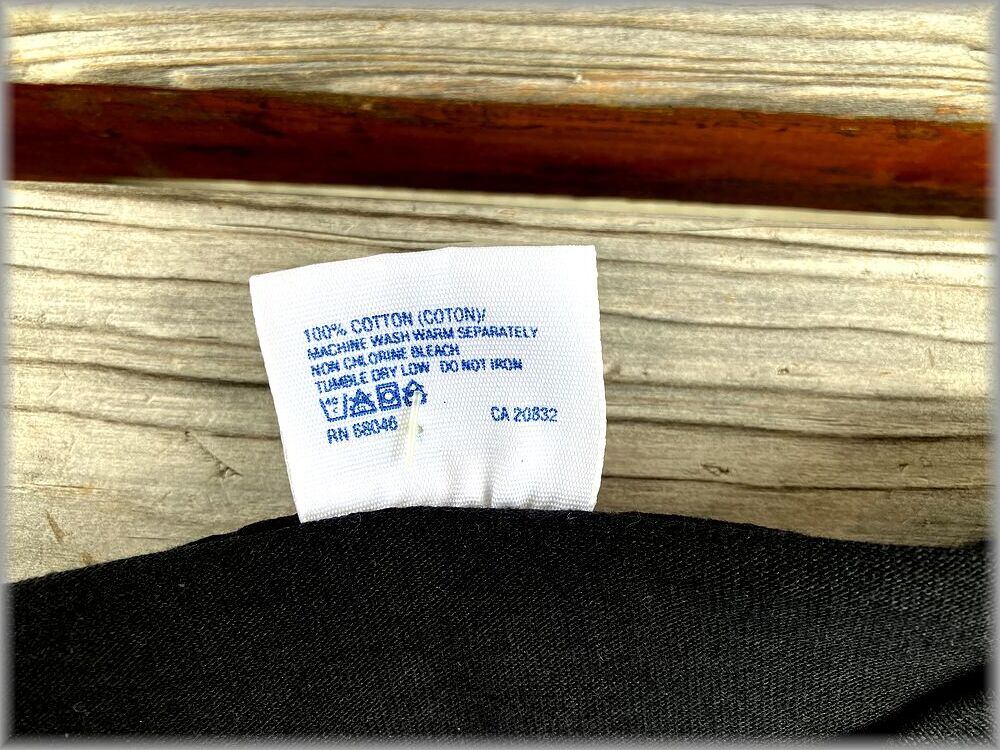 100% COTTON (COTON)/
MACHINE WASH WARM SEPARATELY
NON CHLORINE BLEACH
TUMBLE DRY LOW DO NOT IRON
RN 68040 CA 20832